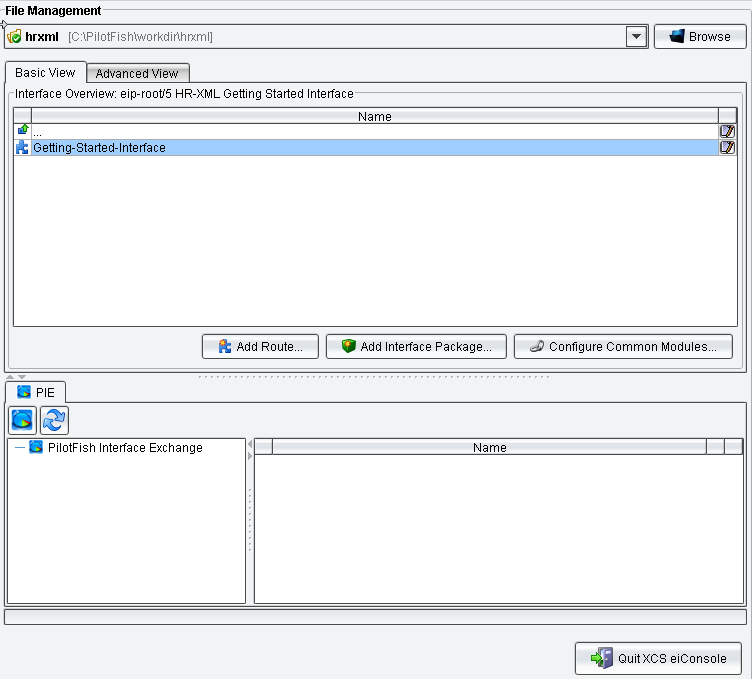 File Management
hrxml [C:\PilotFish\workdir\hrxml]
Browse
Basic View
Advanced View
Interface Overview: eip-root/5 HR-XML Getting Started Interface
Name
...
Getting-Started-Interface
Add Route...
Add Interface Package...
Configure Common Modules...
PIE
PilotFish Interface Exchange
Name
Quit XCS eiConsole